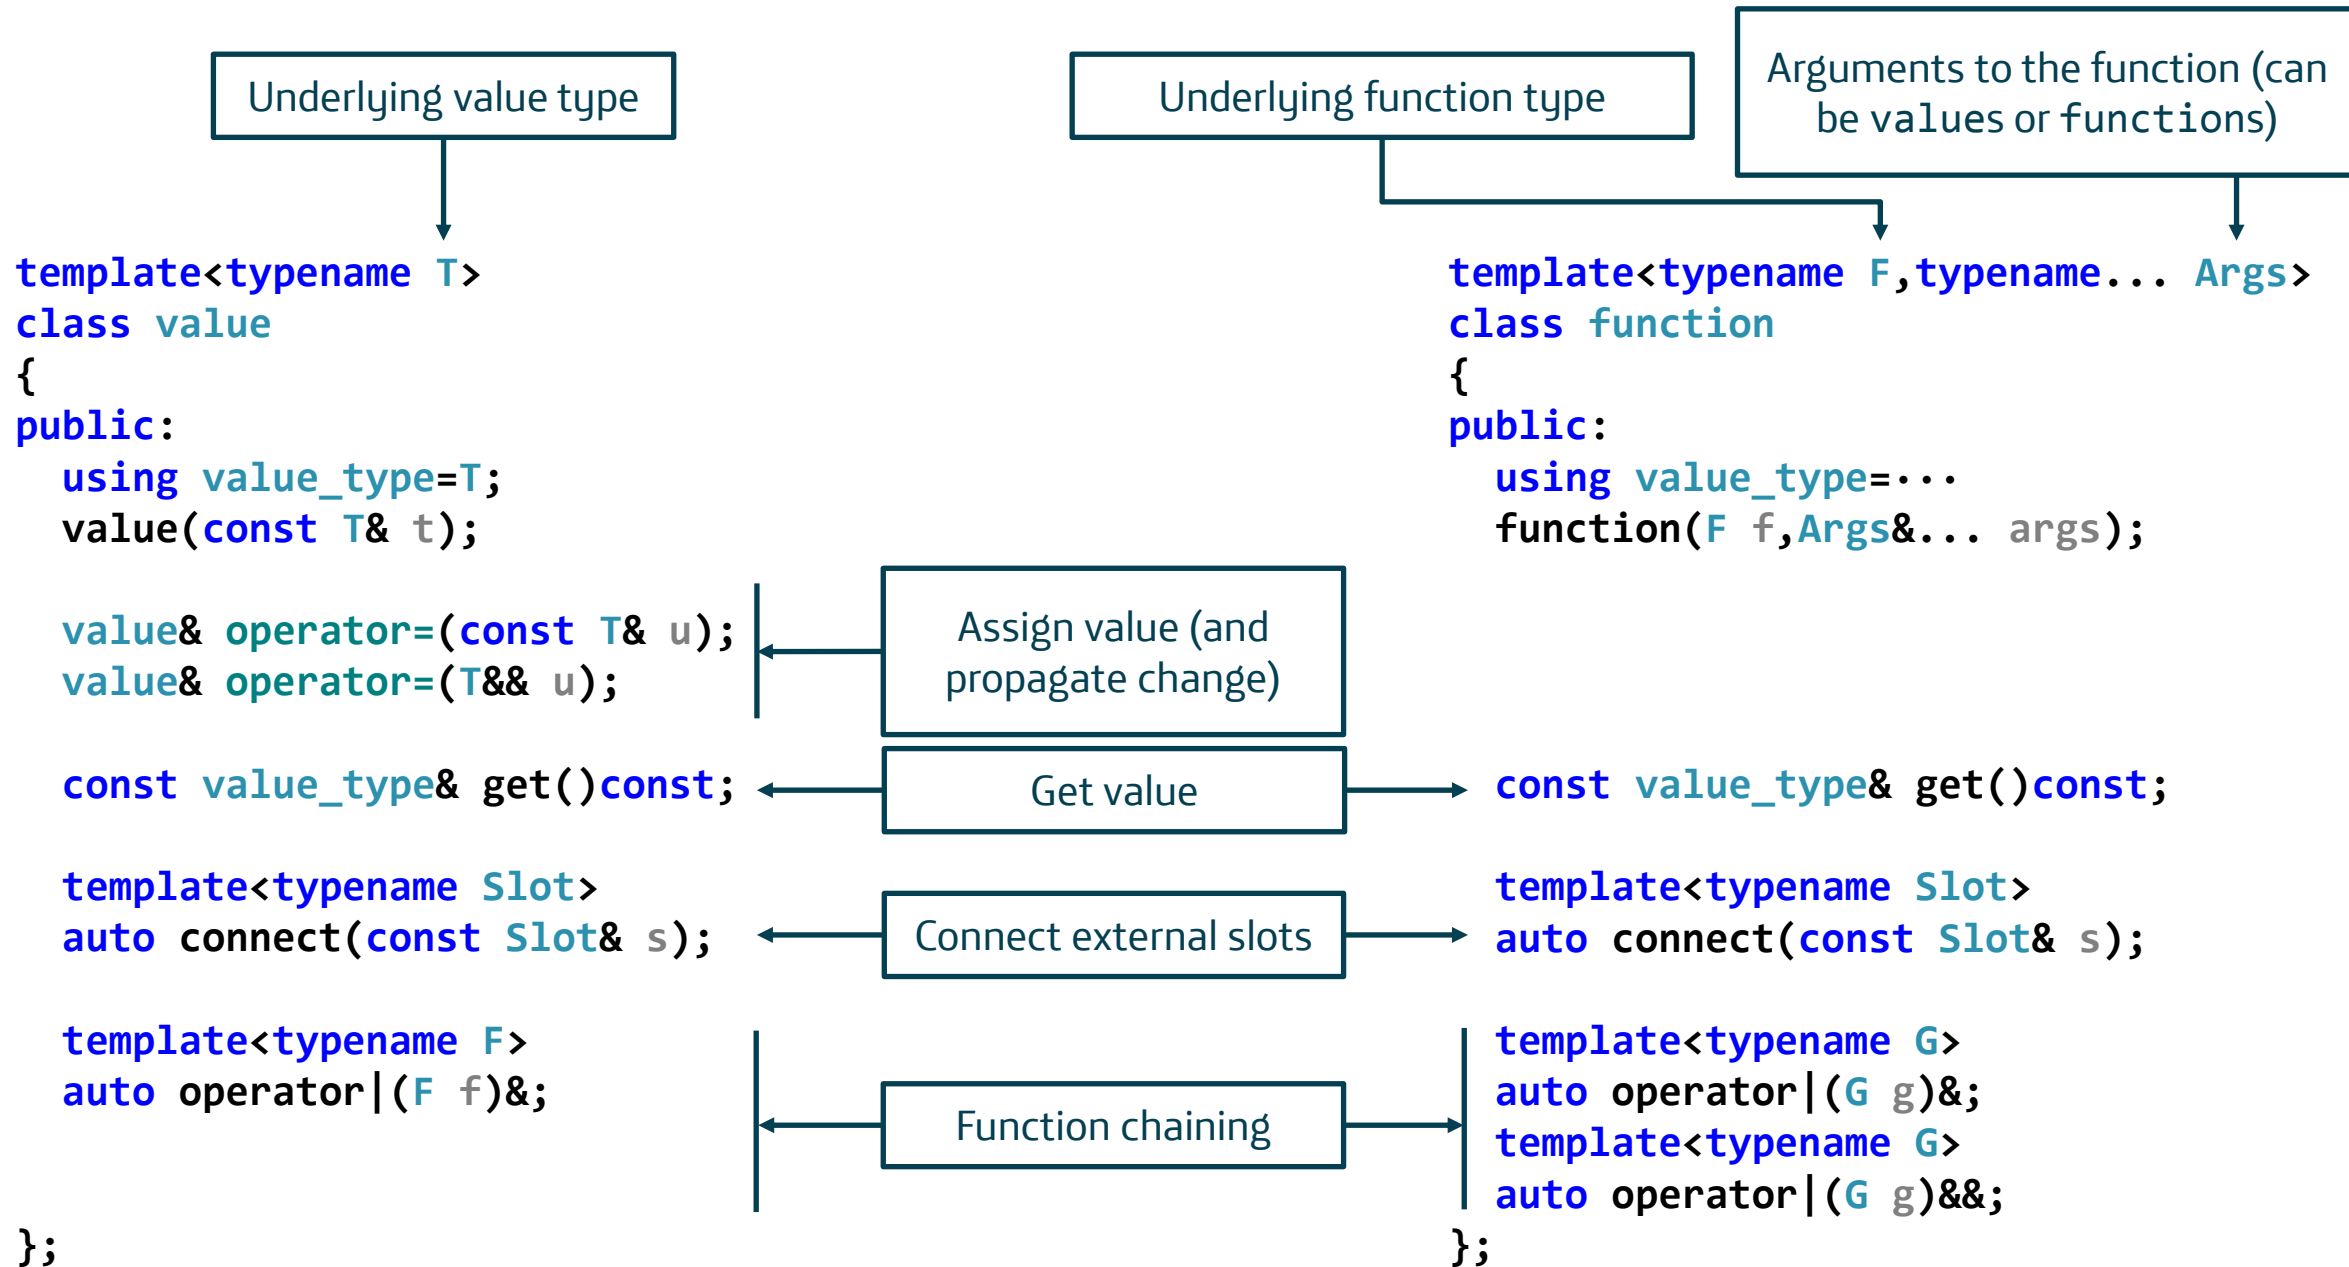 Underlying value type
Underlying function type
Arguments to the function (can
be values or functions)
template<typename T>
class value
{
public:
  using value_type=T;
  value(const T& t);
  value& operator=(const T& u);
  value& operator=(T&& u);
  const value_type& get()const;
  template<typename Slot>
  auto connect(const Slot& s);
  template<typename F>
  auto operator|(F f)&;
};
Assign value (and
propagate change)
Get value
Connect external slots
Function chaining
template<typename F,typename... Args>
class function
{
public:
  using value_type=···
  function(F f,Args&... args);
  const value_type& get()const;
  template<typename Slot>
  auto connect(const Slot& s);
  template<typename G>
  auto operator|(G g)&;
  template<typename G>
  auto operator|(G g)&&;
};